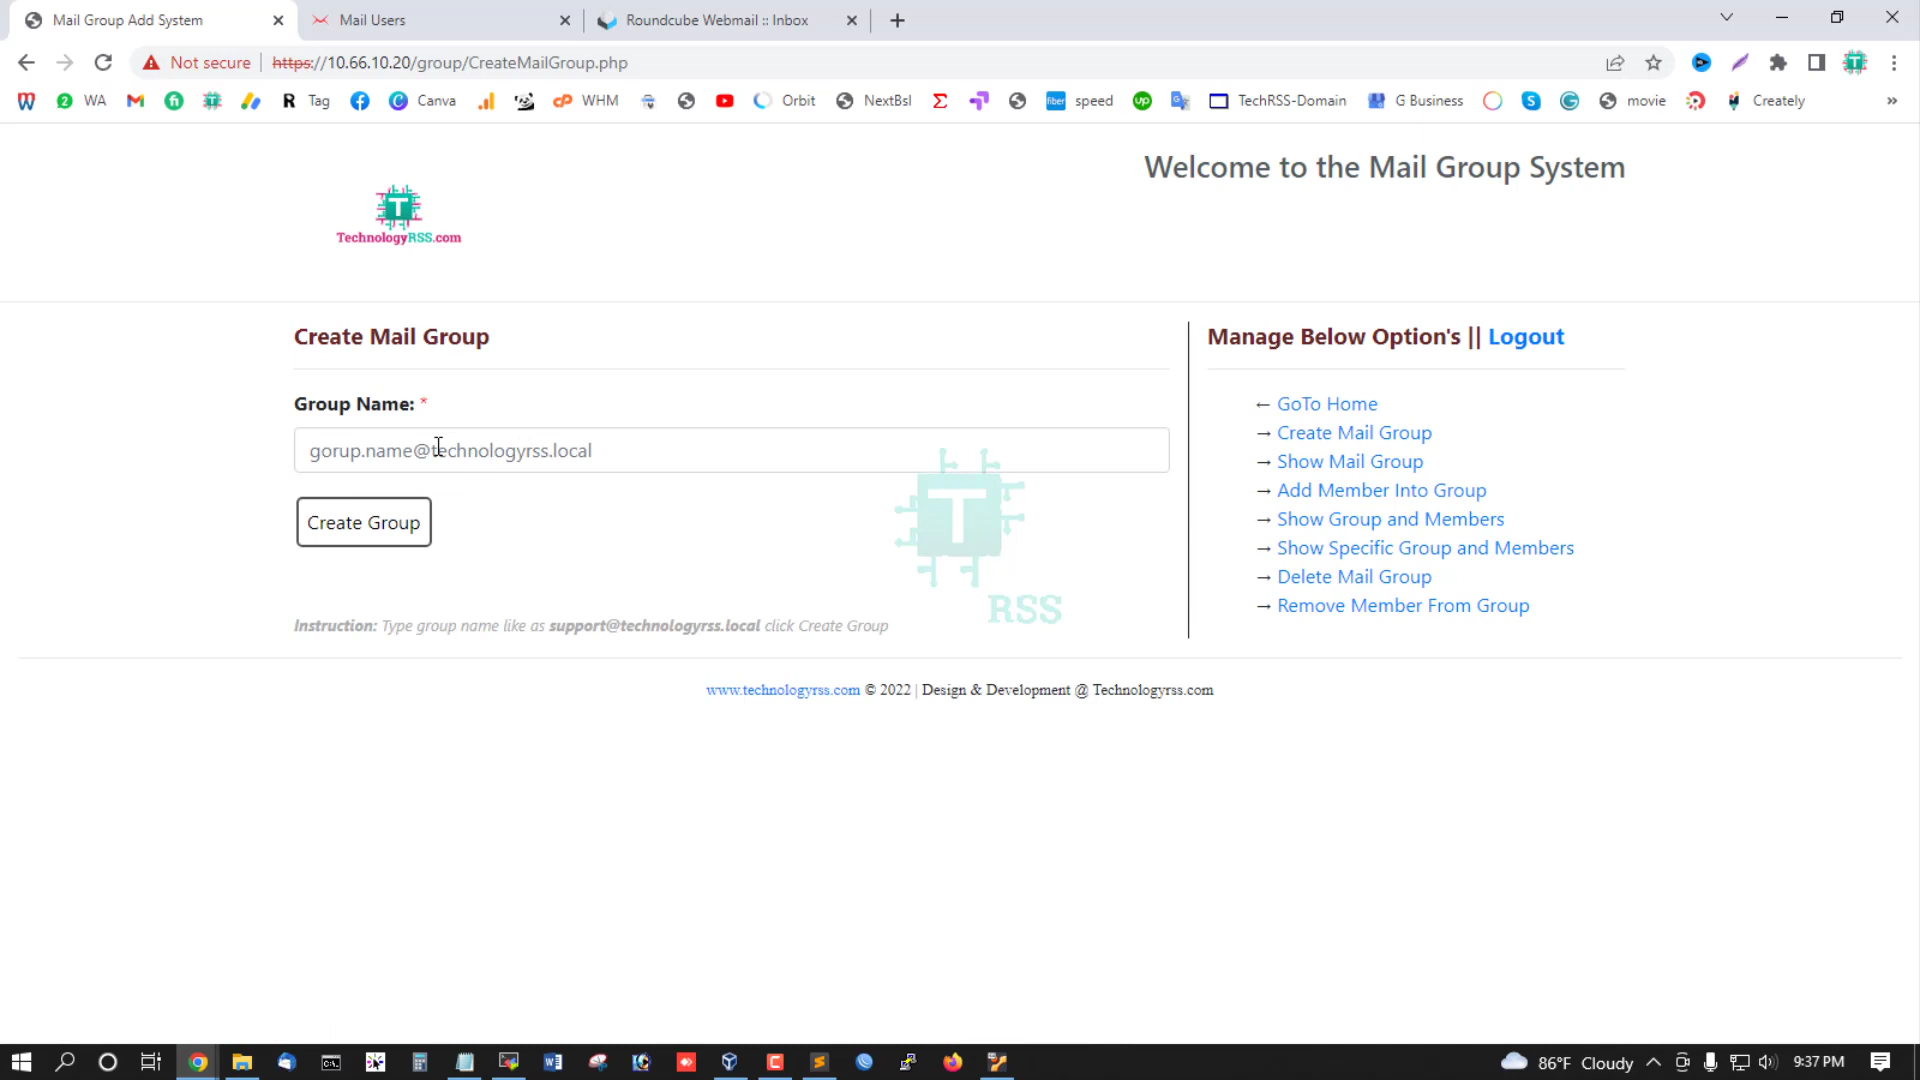 Mail Group Add System
Mail Users
Roundcube Webmail :: Inbox
Not secure
https://10.66.10.20/group/CreateMailGroup.php
WA
Tag
Canva
WHM
Orbit
NextBsl
speed
TechRSS-Domain
G Business
movie
Creately
»
Welcome to the Mail Group System
T
TechnologyRSS.com
Create Mail Group
Group Name: *
gorup.name@technologyrss.local
Create Group
T
RSS
Instruction: Type group name like as support@technologyrss.local click Create Group
Manage Below Option's || Logout
← GoTo Home
→ Create Mail Group
→ Show Mail Group
→ Add Member Into Group
→ Show Group and Members
→ Show Specific Group and Members
→ Delete Mail Group
→ Remove Member From Group
www.technologyrss.com © 2022 | Design & Development @ Technologyrss.com
86°F Cloudy
9:37 PM